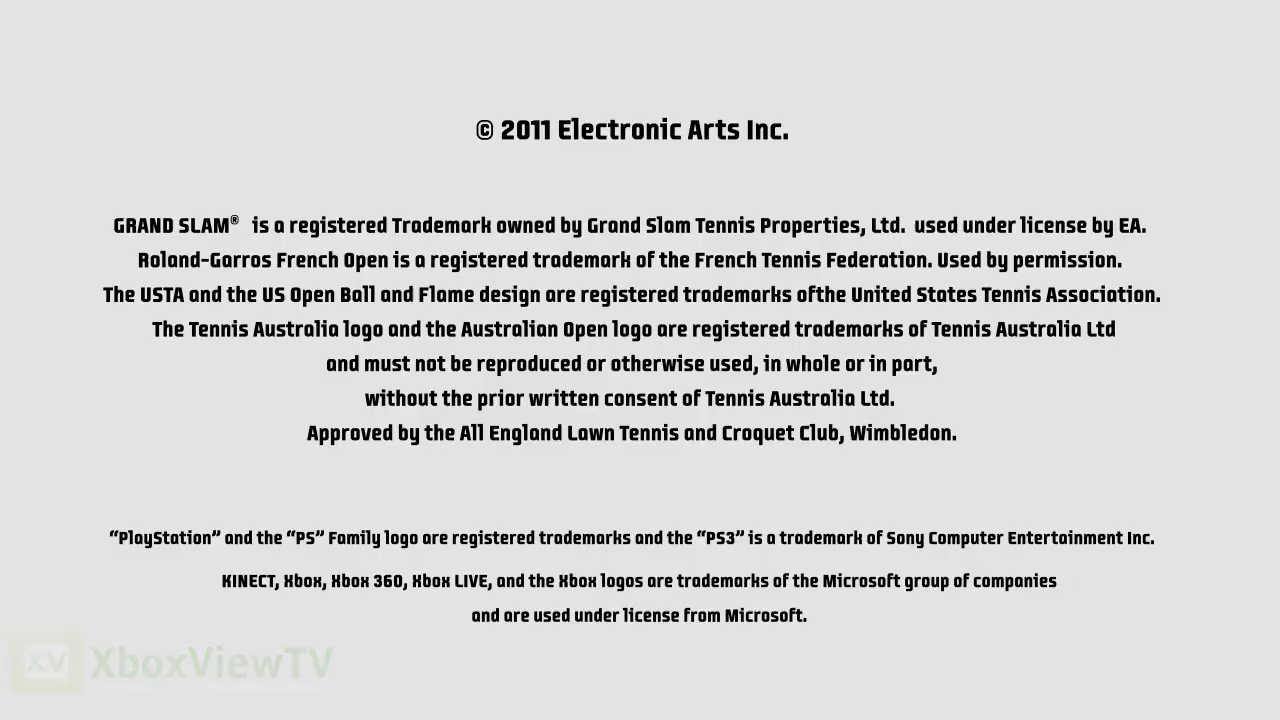 © 2011 Electronic Arts Inc.
GRAND SLAM® is a registered Trademark owned by Grand Slam Tennis Properties, Ltd. used under license by EA.
Roland-Garros French Open is a registered trademark of the French Tennis Federation. Used by permission.
The USTA and the US Open Ball and Flame design are registered trademarks ofthe United States Tennis Association.
The Tennis Australia logo and the Australian Open logo are registered trademarks of Tennis Australia Ltd
and must not be reproduced or otherwise used, in whole or in part,
without the prior written consent of Tennis Australia Ltd.
Approved by the All England Lawn Tennis and Croquet Club, Wimbledon.
“PlayStation” and the “PS” Family logo are registered trademarks and the “PS3” is a trademark of Sony Computer Entertainment Inc.
KINECT, Xbox, Xbox 360, Xbox LIVE, and the Xbox logos are trademarks of the Microsoft group of companies
and are used under license from Microsoft.
XV XboxViewTV